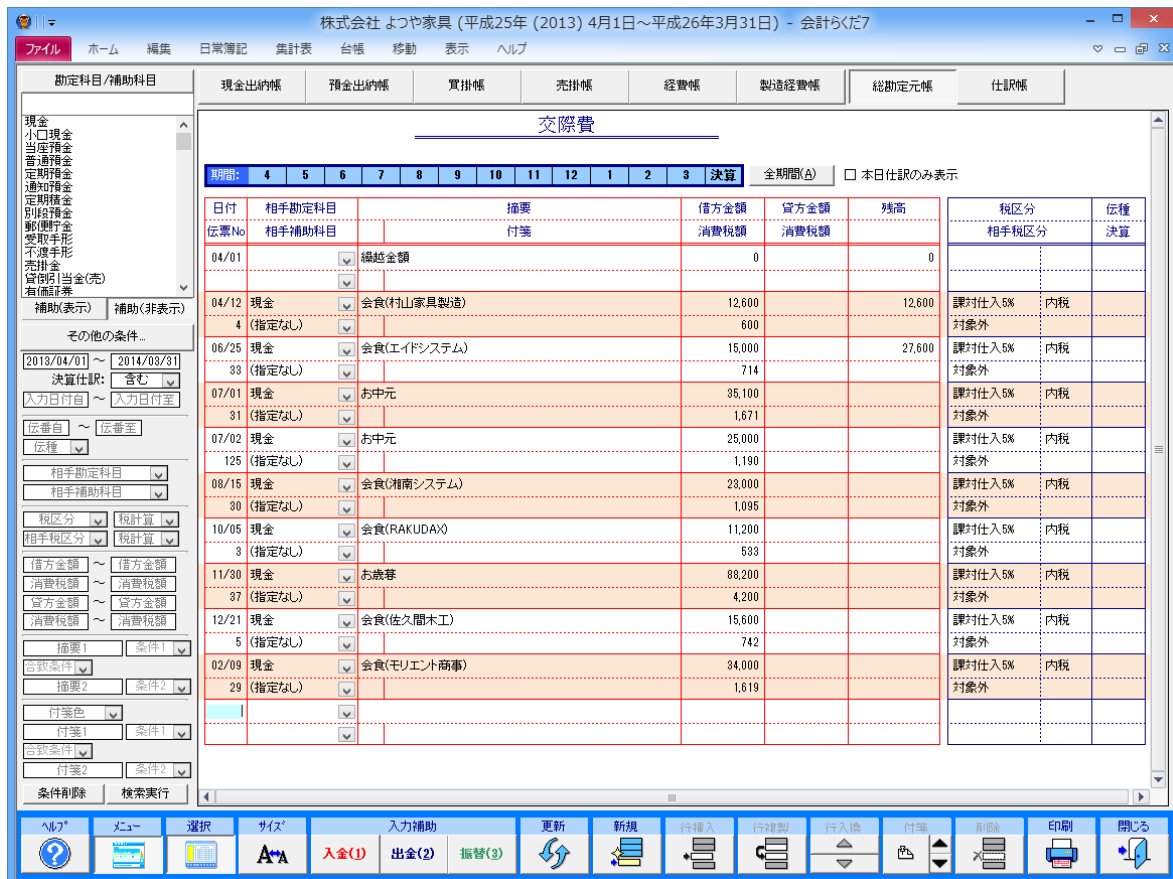 株式会社 よつや家具 (平成25年 (2013) 4月1日～平成26年3月31日) - 会計らくだ7
ファイル ホーム 編集 日常簿記 集計表 台帳 移動 表示 ヘルプ
勘定科目/補助科目
現金出納帳 預金出納帳 買掛帳 売掛帳 経費帳 製造経費帳 総勘定元帳 仕訳帳
現金
小口現金
当座預金
普通預金
定期預金
通知預金
定期積金
別段預金
郵便貯金
受取手形
不渡手形
売掛金
貸倒引当金(売)
有価証券
補助(表示) 補助(非表示)
その他の条件...
2013/04/01 ～ 2014/03/31
決算仕訳: 含む
入力日付自 ～ 入力日付至
伝番自 ～ 伝番至
伝種
相手勘定科目
相手補助科目
税区分 税計算
相手税区分 税計算
借方金額 ～ 借方金額
消費税額 ～ 消費税額
貸方金額 ～ 貸方金額
消費税額 ～ 消費税額
摘要1 条件1
合致条件
摘要2 条件2
付箋色
付箋1 条件1
合致条件
付箋2 条件2
条件削除 検索実行
交際費
期間: 4 5 6 7 8 9 10 11 12 1 2 3 決算 全期間(A) 本日仕訳のみ表示
日付 相手勘定科目 摘要 借方金額 貸方金額 残高 税区分 伝種
伝票No 相手補助科目 付箋 消費税額 消費税額 相手税区分 決算
04/01 繰越金額 0 0
04/12 現金 会食(村山家具製造) 12,600 12,600 課対仕入5% 内税
4 (指定なし) 600 対象外
06/25 現金 会食(エイドシステム) 15,000 27,600 課対仕入5% 内税
33 (指定なし) 714 対象外
07/01 現金 お中元 35,100 課対仕入5% 内税
31 (指定なし) 1,671 対象外
07/02 現金 お中元 25,000 課対仕入5% 内税
125 (指定なし) 1,190 対象外
08/15 現金 会食(湘南システム) 23,000 課対仕入5% 内税
30 (指定なし) 1,095 対象外
10/05 現金 会食(RAKUDAX) 11,200 課対仕入5% 内税
3 (指定なし) 533 対象外
11/30 現金 お歳暮 88,200 課対仕入5% 内税
37 (指定なし) 4,200 対象外
12/21 現金 会食(佐久間木工) 15,600 課対仕入5% 内税
5 (指定なし) 742 対象外
02/09 現金 会食(モリエント商事) 34,000 課対仕入5% 内税
29 (指定なし) 1,619 対象外
ヘルプ メニュー 選択 サイズ 入力補助 更新 新規 行挿入 行複製 行入換 付箋 削除 印刷 閉じる
A A 入金(1) 出金(2) 振替(3)